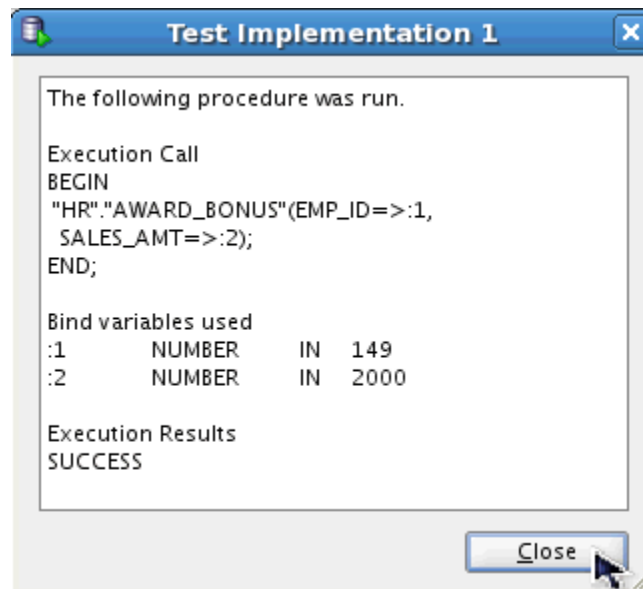 Test Implementation 1
The following procedure was run.
Execution Call
BEGIN
"HR"."AWARD_BONUS"(EMP_ID=>:1,
SALES_AMT=>:2);
END;
Bind variables used
:1 NUMBER IN 149
:2 NUMBER IN 2000
Execution Results
SUCCESS
Close